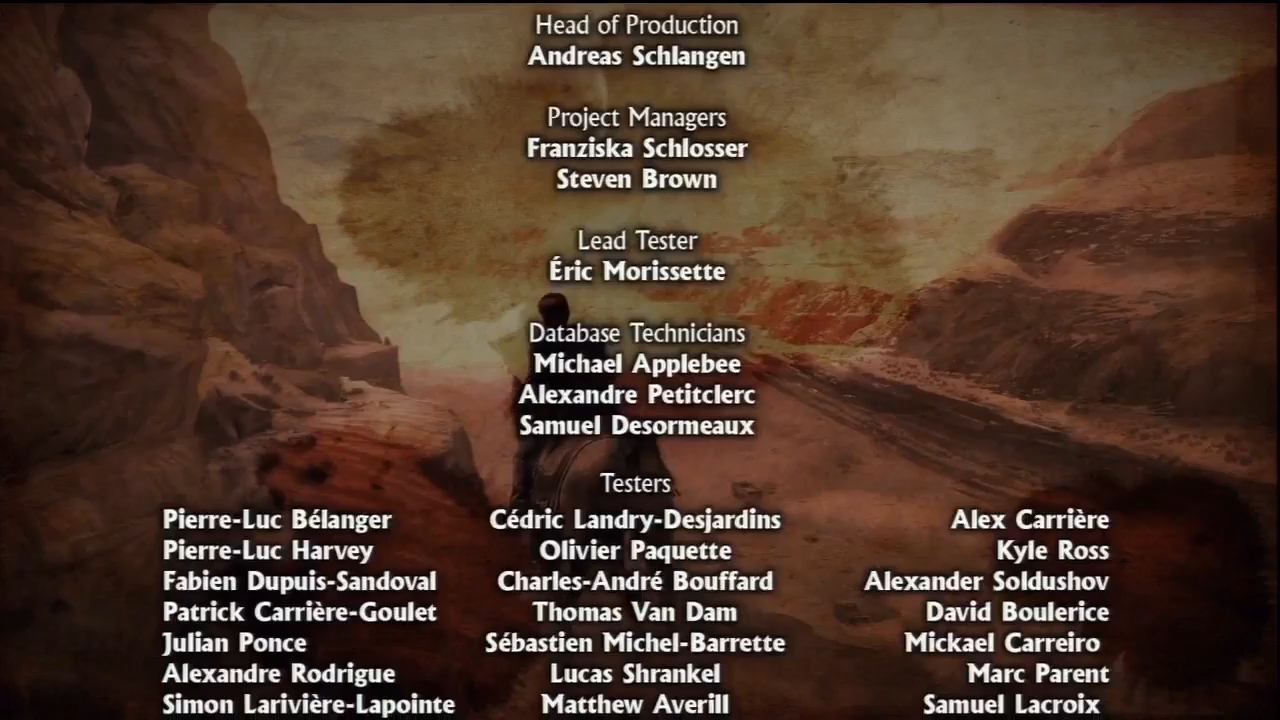 Head of Production
Andreas Schlangen
Project Managers
Franziska Schlosser
Steven Brown
Lead Tester
Éric Morissette
Database Technicians
Michael Applebee
Alexandre Petitclerc
Samuel Desormeaux
Testers
Pierre-Luc Bélanger Cédric Landry-Desjardins Alex Carrière
Pierre-Luc Harvey Olivier Paquette Kyle Ross
Fabien Dupuis-Sandoval Charles-André Bouffard Alexander Soldushov
Patrick Carrière-Goulet Thomas Van Dam David Boulerice
Julian Ponce Sébastien Michel-Barrette Mickael Carreiro
Alexandre Rodrigue Lucas Shrankel Marc Parent
Simon Larivière-Lapointe Matthew Averill Samuel Lacroix